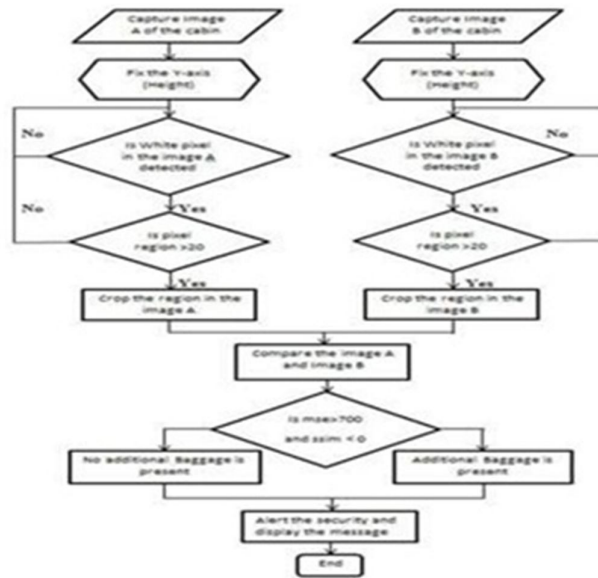 Capture Image
A of the cabin
Fix the Y-axis
(Height)
No
Is White pixel
in the image A
detected
Yes
No
Is pixel
region >20
Yes
Crop the region in the
image A
Capture Image
B of the cabin
Fix the Y-axis
(Height)
No
Is White pixel
in the image B
detected
Yes
Is pixel
region >20
Yes
Crop the region in the
image B
Compare the image A
and image B
Is mse>700
and ssim < 0
No additional Baggage is
present
Additional Baggage is
present
Alert the security and
display the message
End